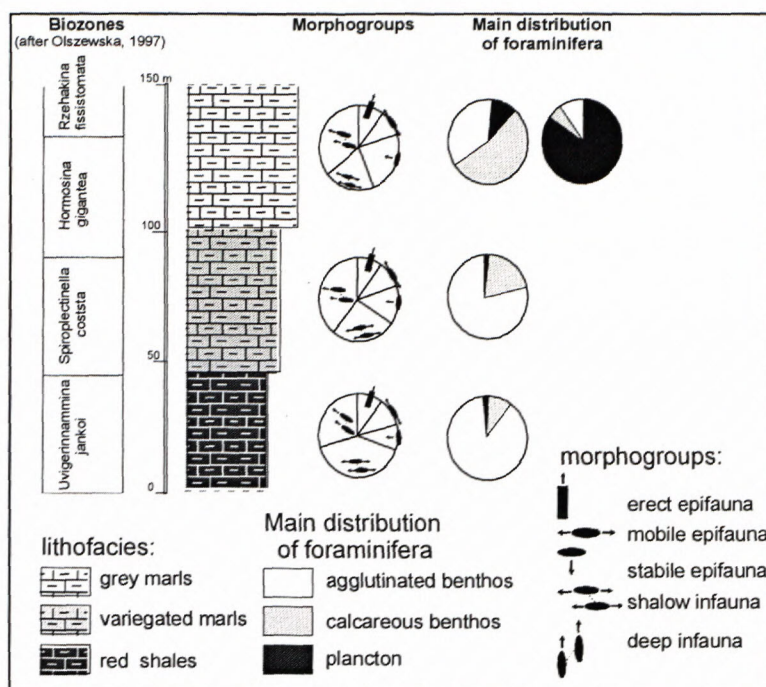 Biozones
(after Olszewska, 1997)
Morphogroups
Main distribution
of foraminifera
150 m
100
50
0
Rzehakina
fissistomata
Hormosina
gigantea
Spiroplectinella
coststa
Uvigerinnammina
jankoi
lithofacies:
grey marls
variegated marls
red shales
Main distribution
of foraminifera
agglutinated benthos
calcareous benthos
plancton
morphogroups:
erect epifauna
mobile epifauna
stabile epifauna
shalow infauna
deep infauna